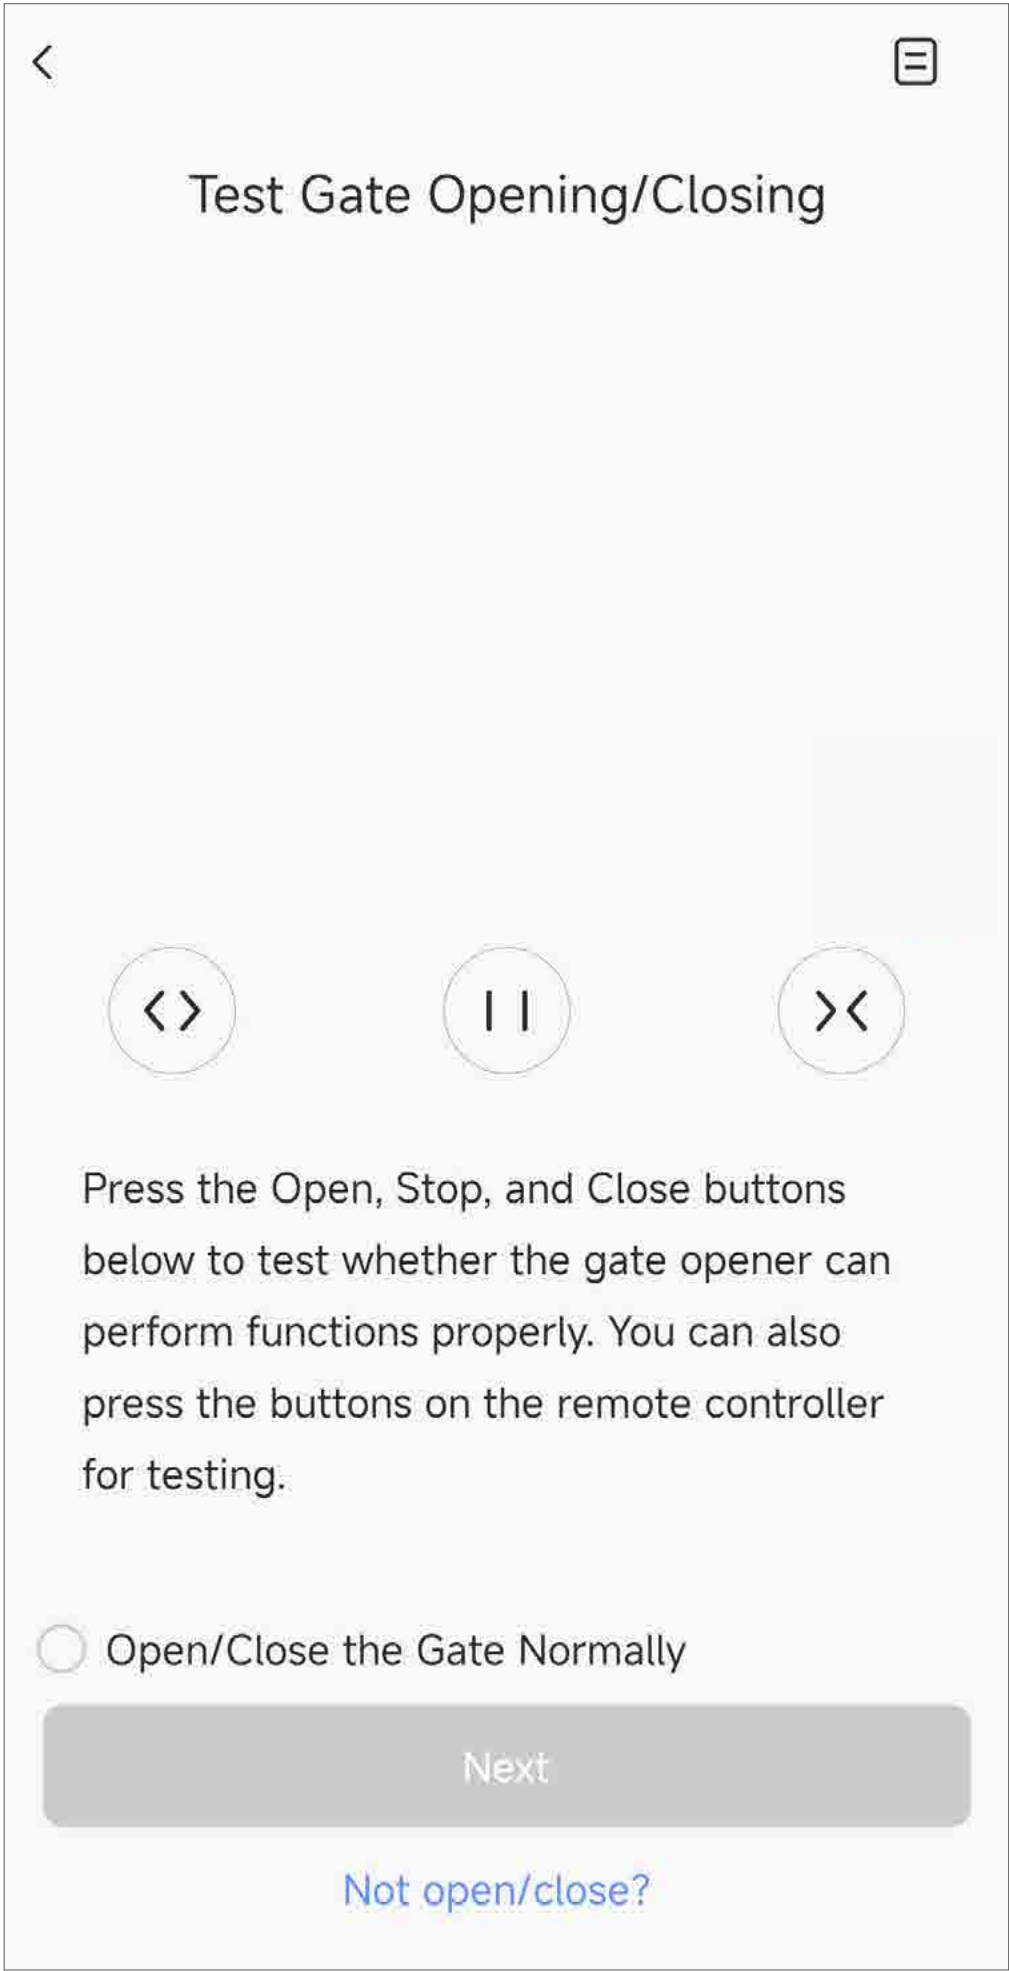 Test Gate Opening/Closing
Press the Open, Stop, and Close buttons
below to test whether the gate opener can
perform functions properly. You can also
press the buttons on the remote controller
for testing.
Open/Close the Gate Normally
Next
Not open/close?